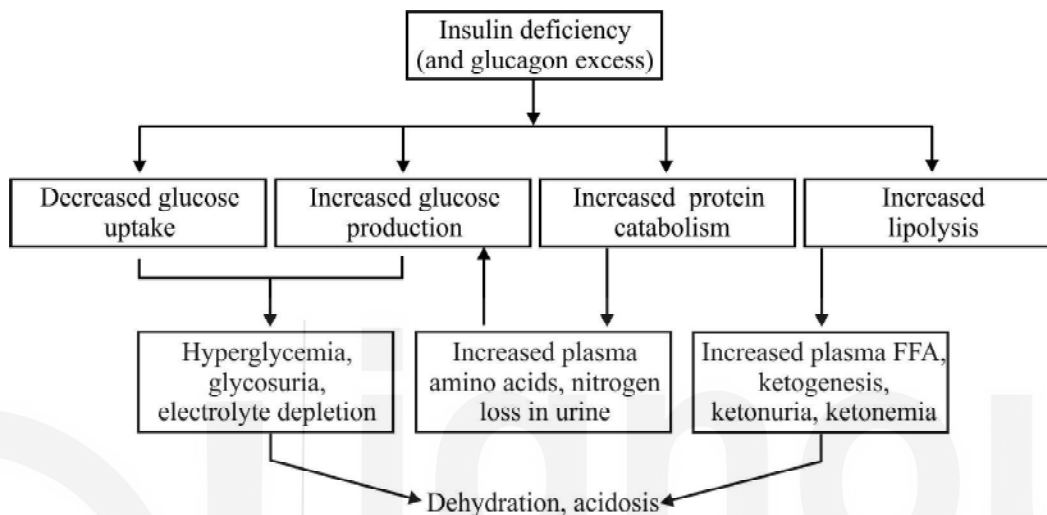 Insulin deficiency
(and glucagon excess)
Decreased glucose
uptake
Increased glucose
production
Increased protein
catabolism
Increased
lipolysis
Hyperglycemia,
glycosuria,
electrolyte depletion
Increased plasma
amino acids, nitrogen
loss in urine
Increased plasma FFA,
ketogenesis,
ketonuria, ketonemia
Dehydration, acidosis
ignou